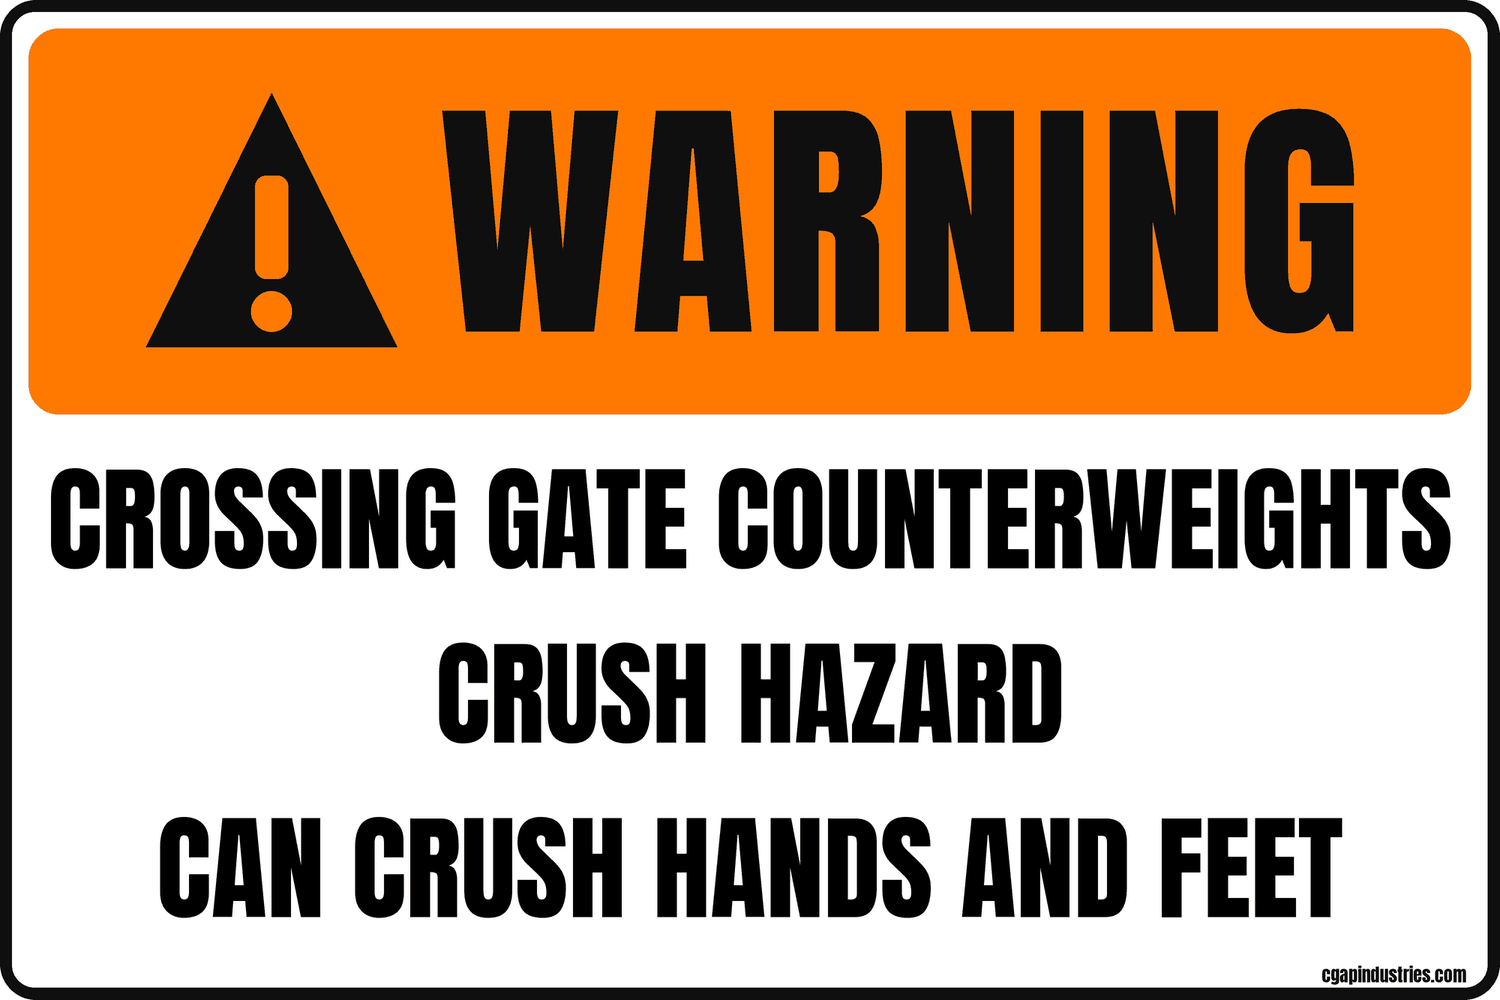 WARNING
CROSSING GATE COUNTERWEIGHTS
CRUSH HAZARD
CAN CRUSH HANDS AND FEET
cgapindustries.com